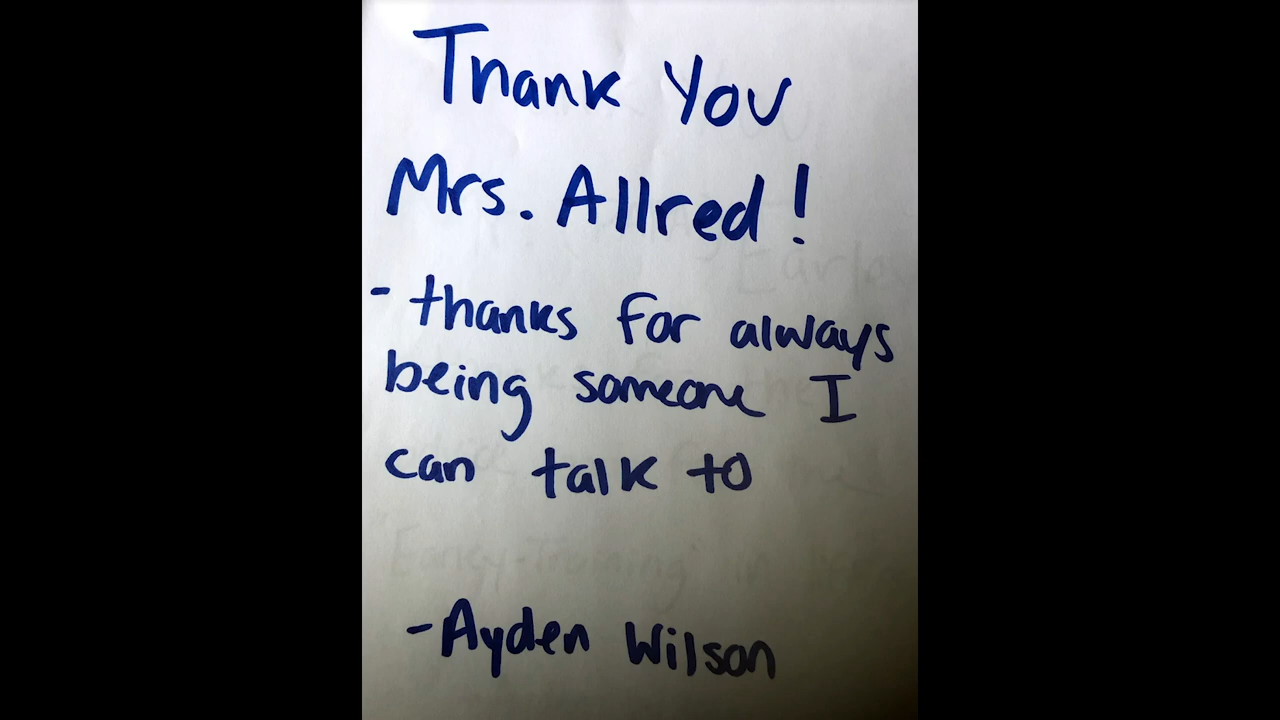 Thank You
Mrs. Allred!
- thanks for always
being someone I
can talk to
- Ayden Wilson